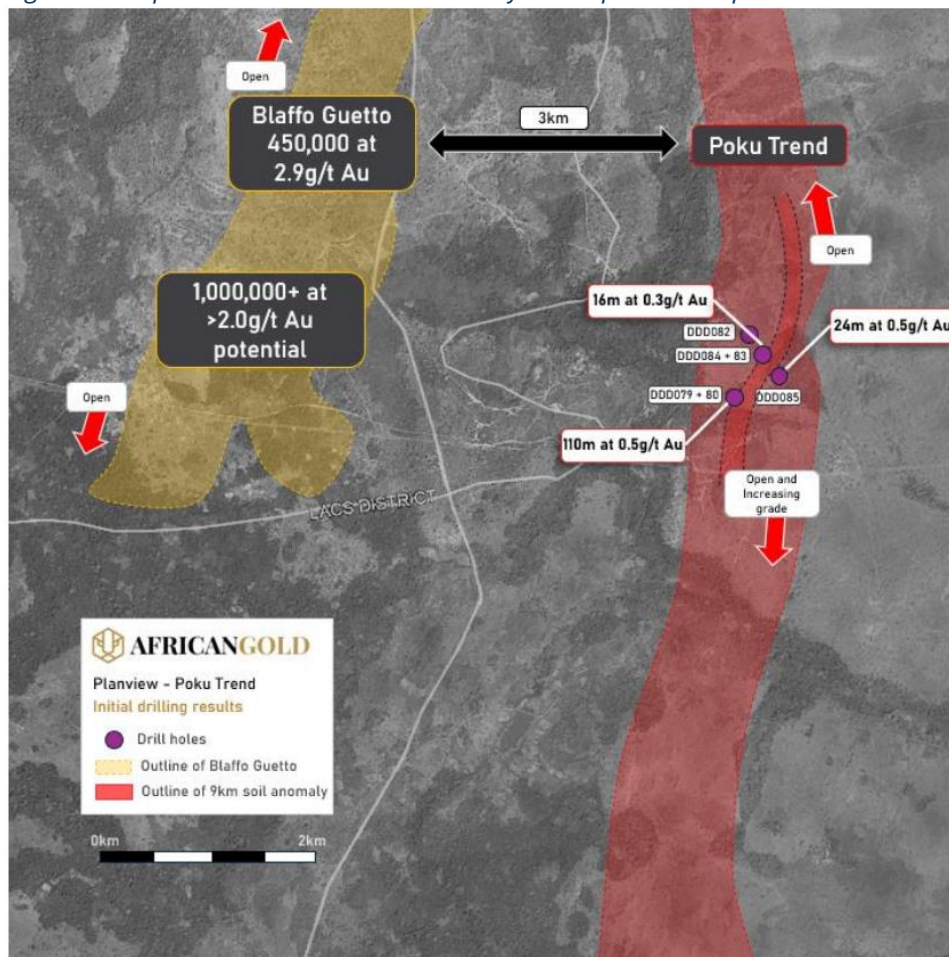 Open
Blaffo Guetto
450,000 at
2.9g/t Au
3km
Poku Trend
Open
1,000,000+ at
>2.0g/t Au
potential
16m at 0.3g/t Au
24m at 0.5g/t Au
DDD082
DDD084 + 83
Open
DDD079 + 80
DDD085
110m at 0.5g/t Au
Open and
Increasing
grade
LACS DISTRICT
AFRICANGOLD
Planview - Poku Trend
Initial drilling results
Drill holes
Outline of Blaffo Guetto
Outline of 9km soil anomaly
0km
2km